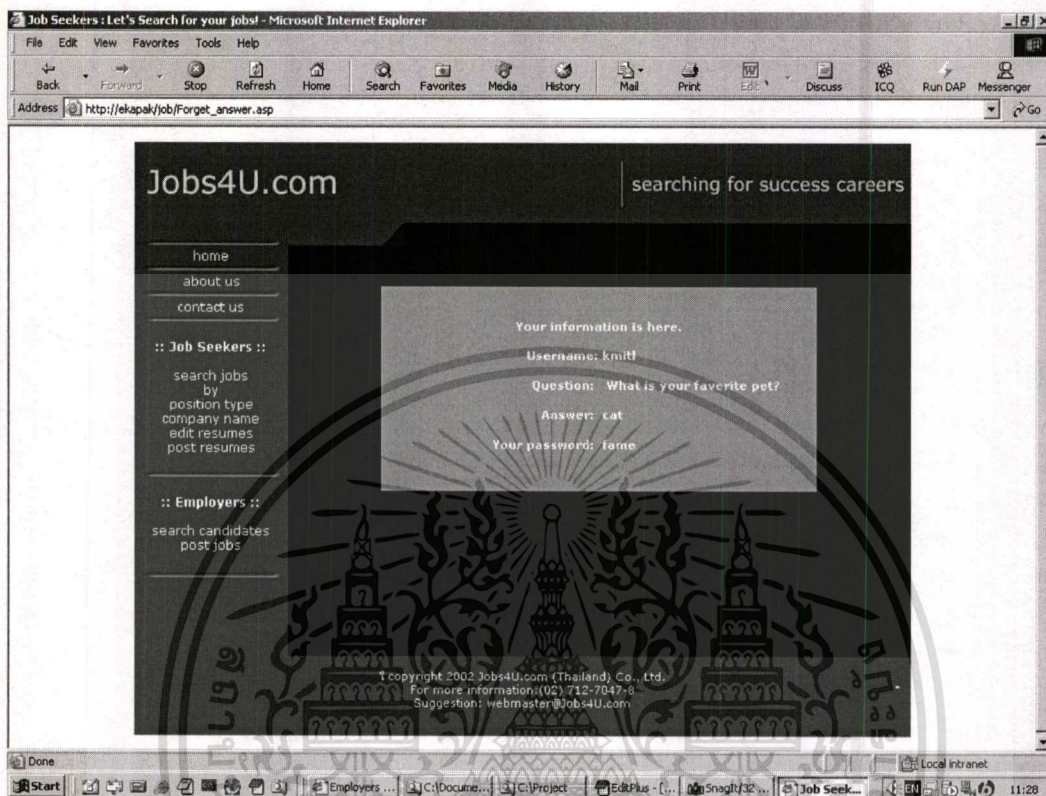 Job Seekers : Let's Search for your jobs! - Microsoft Internet Explorer
File Edit View Favorites Tools Help
Back Forward Stop Refresh Home Search Favorites Media History Mail Print Edit Discuss ICQ Run DAP Messenger
Address http://ekapak/job/Forget_answer.asp Go
Jobs4U.com
searching for success careers
home
about us
contact us
:: Job Seekers ::
search jobs
by
position type
company name
edit resumes
post resumes
:: Employers ::
search candidates
post jobs
Your information is here.
Username: kmitl
Question: What is your faverite pet?
Answer: cat
Your password: fame
copyright 2002 Jobs4U.com (Thailand) Co., Ltd.
For more information:(02) 712-7047-8
Suggestion: webmaster@Jobs4U.com
Done
Local intranet
Start Employers ... C:\Docume... C:\Project EditPlus - [... SnagIt/32 ... Job Seek... EN 11:28